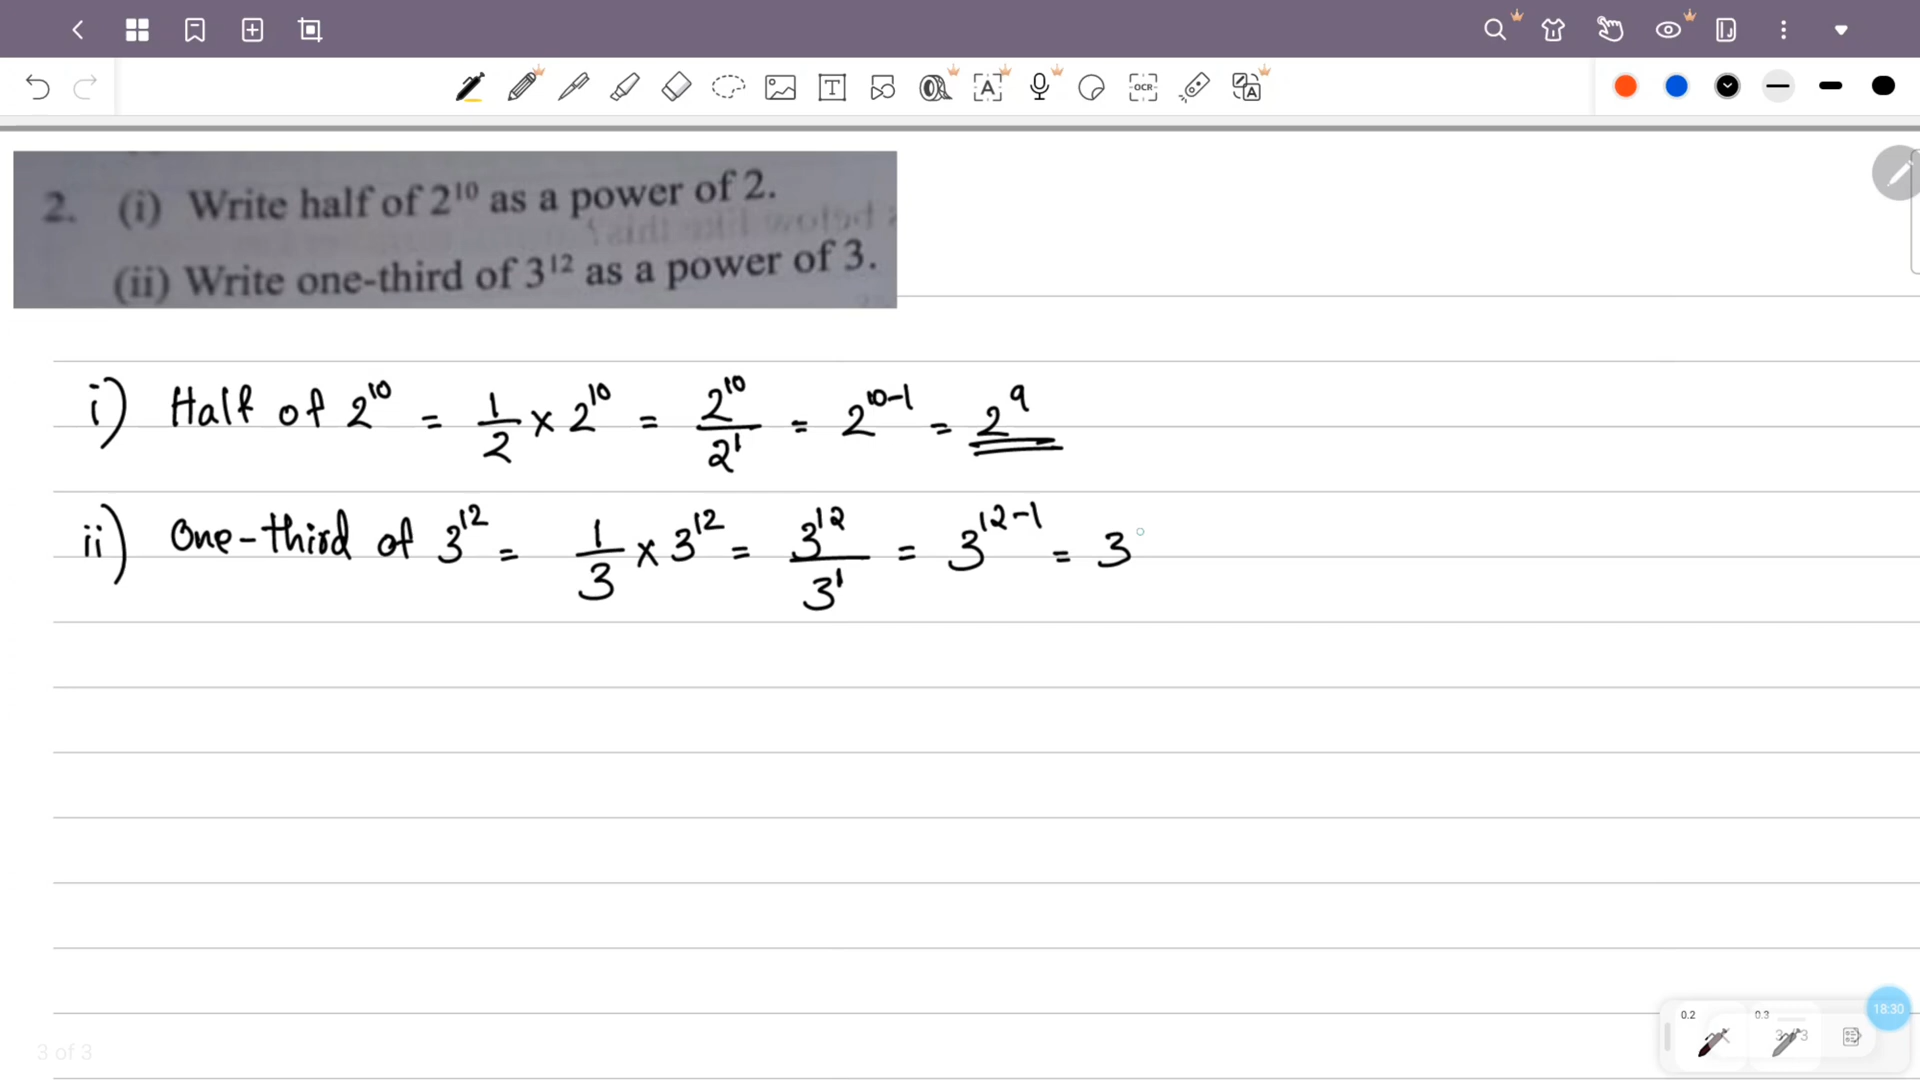 2. (i) Write half of 2¹⁰ as a power of 2.
(ii) Write one-third of 3¹² as a power of 3.
i) Half of 2¹⁰ = 1/2 × 2¹⁰ = 2¹⁰/2¹ = 2¹⁰⁻¹ = 2⁹
ii) One-third of 3¹² = 1/3 × 3¹² = 3¹²/3¹ = 3¹²⁻¹ = 3
3 of 3
0.2 0.3
18:30